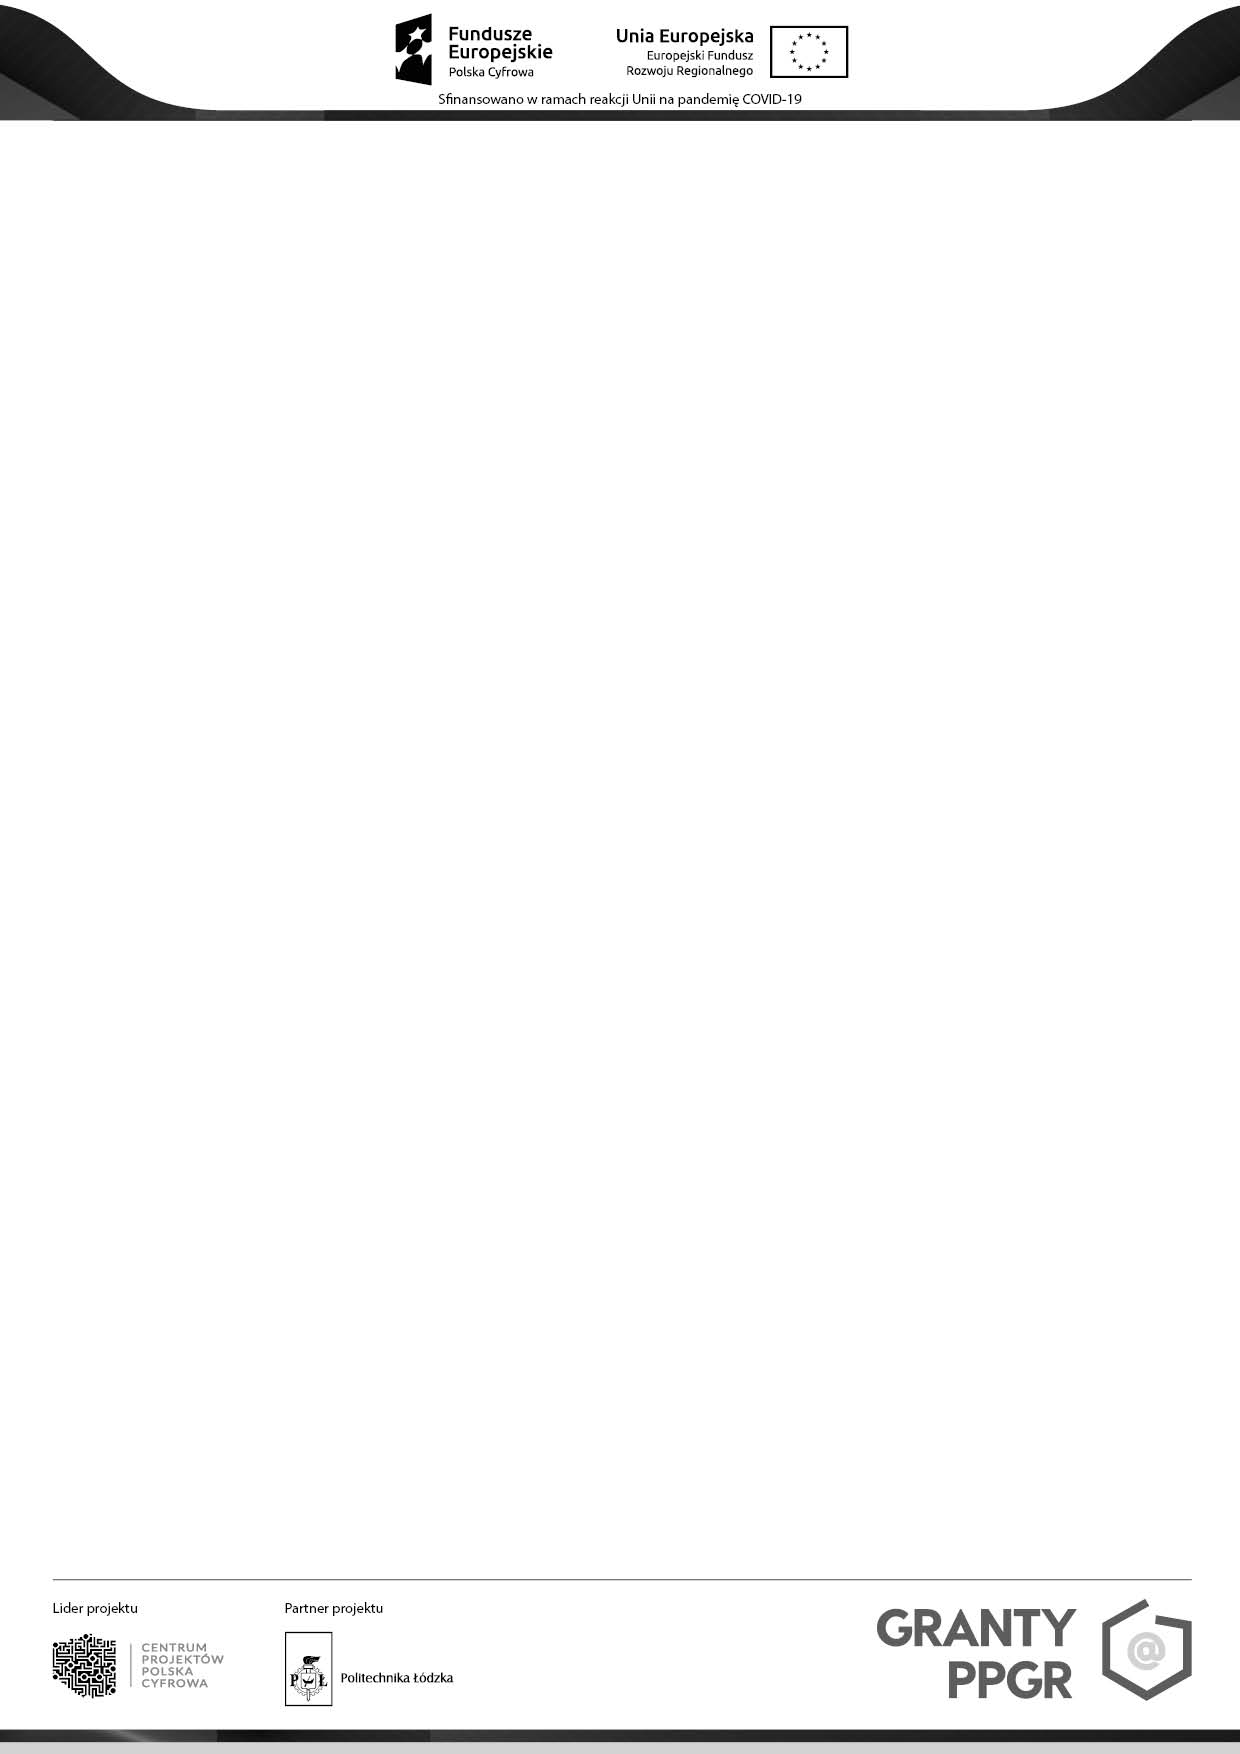 Fundusze
Europejskie
Polska Cyfrowa
Unia Europejska
Europejski Fundusz
Rozwoju Regionalnego
Sfinansowano w ramach reakcji Unii na pandemię COVID-19
Lider projektu
CENTRUM
PROJEKTÓW
POLSKA
CYFROWA
Partner projektu
P Ł
Politechnika Łódzka
GRANTY
PPGR
@